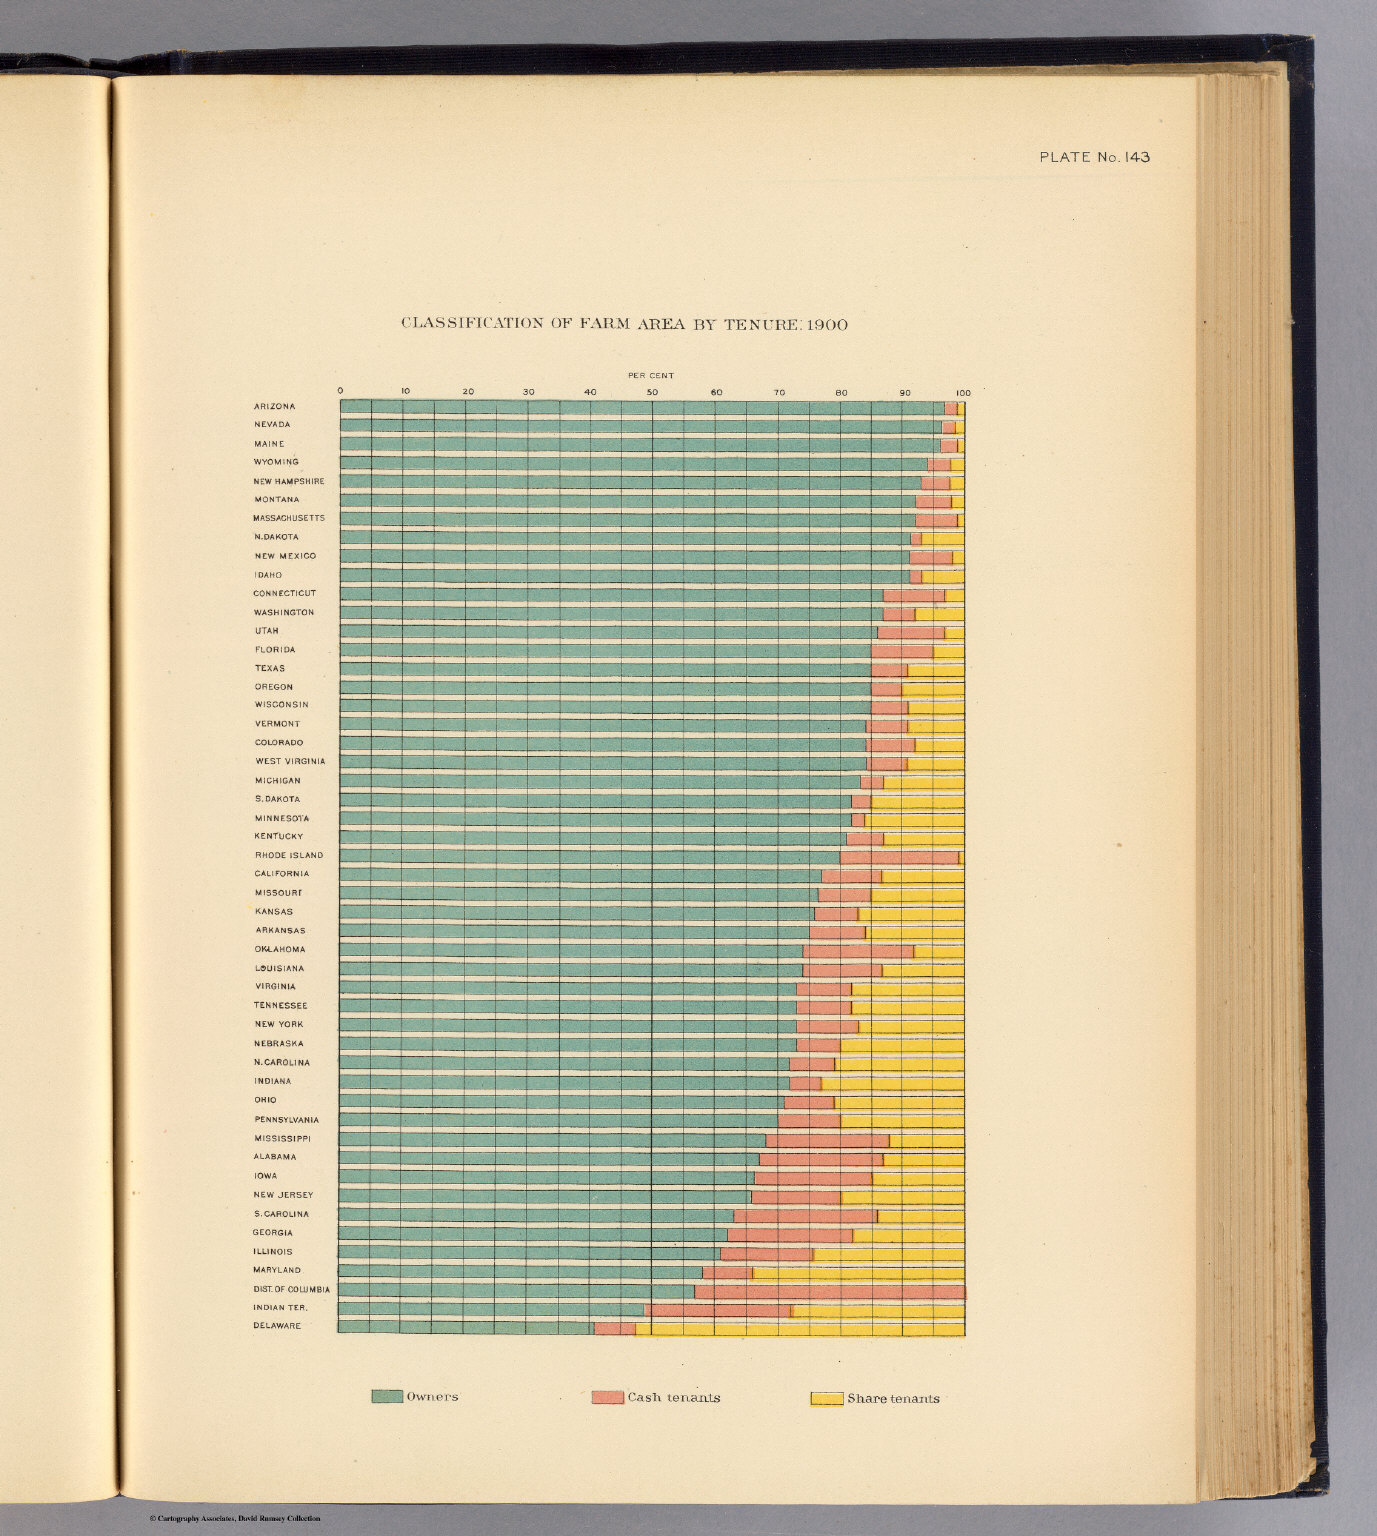 PLATE No. 143
CLASSIFICATION OF FARM AREA BY TENURE: 1900
PER CENT
0 10 20 30 40 50 60 70 80 90 100
ARIZONA
NEVADA
MAINE
WYOMING
NEW HAMPSHIRE
MONTANA
MASSACHUSETTS
N. DAKOTA
NEW MEXICO
IDAHO
CONNECTICUT
WASHINGTON
UTAH
FLORIDA
TEXAS
OREGON
WISCONSIN
VERMONT
COLORADO
WEST VIRGINIA
MICHIGAN
S. DAKOTA
MINNESOTA
KENTUCKY
RHODE ISLAND
CALIFORNIA
MISSOURI
KANSAS
ARKANSAS
OKLAHOMA
LOUISIANA
VIRGINIA
TENNESSEE
NEW YORK
NEBRASKA
N. CAROLINA
INDIANA
OHIO
PENNSYLVANIA
MISSISSIPPI
ALABAMA
IOWA
NEW JERSEY
S. CAROLINA
GEORGIA
ILLINOIS
MARYLAND
DIST. OF COLUMBIA
INDIAN TER.
DELAWARE
Owners Cash tenants Share tenants
© Cartography Associates, David Rumsey Collection